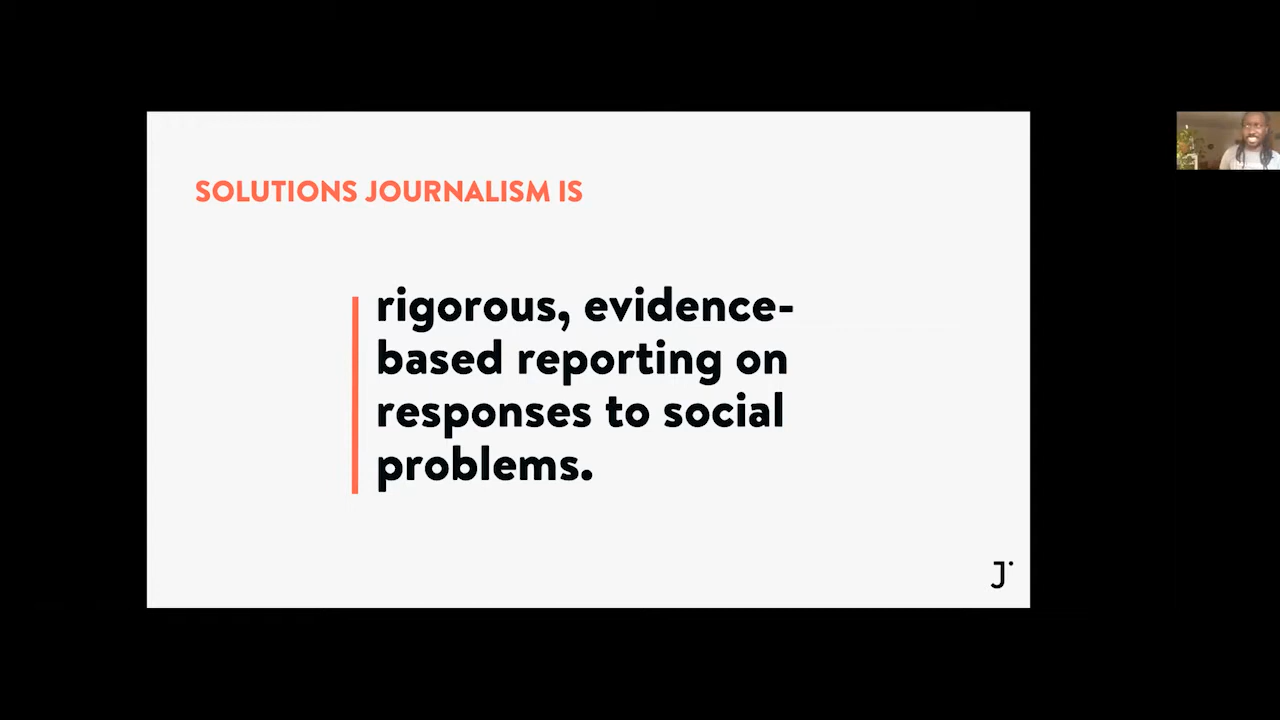 SOLUTIONS JOURNALISM IS
rigorous, evidence-
based reporting on
responses to social
problems.
J